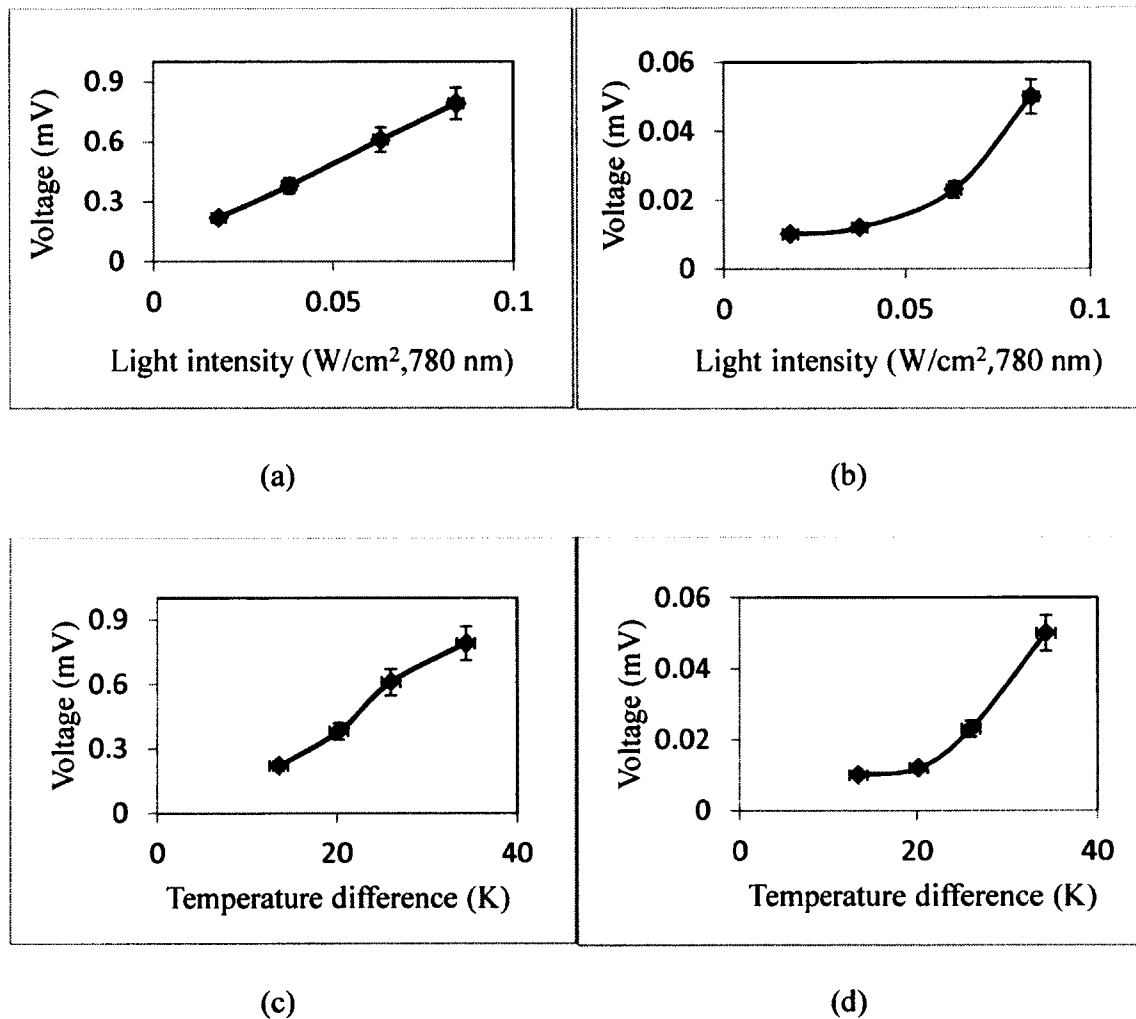 Voltage (mV)
0.9
0.6
0.3
0
0
0.05
0.1
Light intensity (W/cm²,780 nm)
(a)
Voltage (mV)
0.06
0.04
0.02
0
0
0.05
0.1
Light intensity (W/cm²,780 nm)
(b)
Voltage (mV)
0.9
0.6
0.3
0
0
20
40
Temperature difference (K)
(c)
Voltage (mV)
0.06
0.04
0.02
0
0
20
40
Temperature difference (K)
(d)